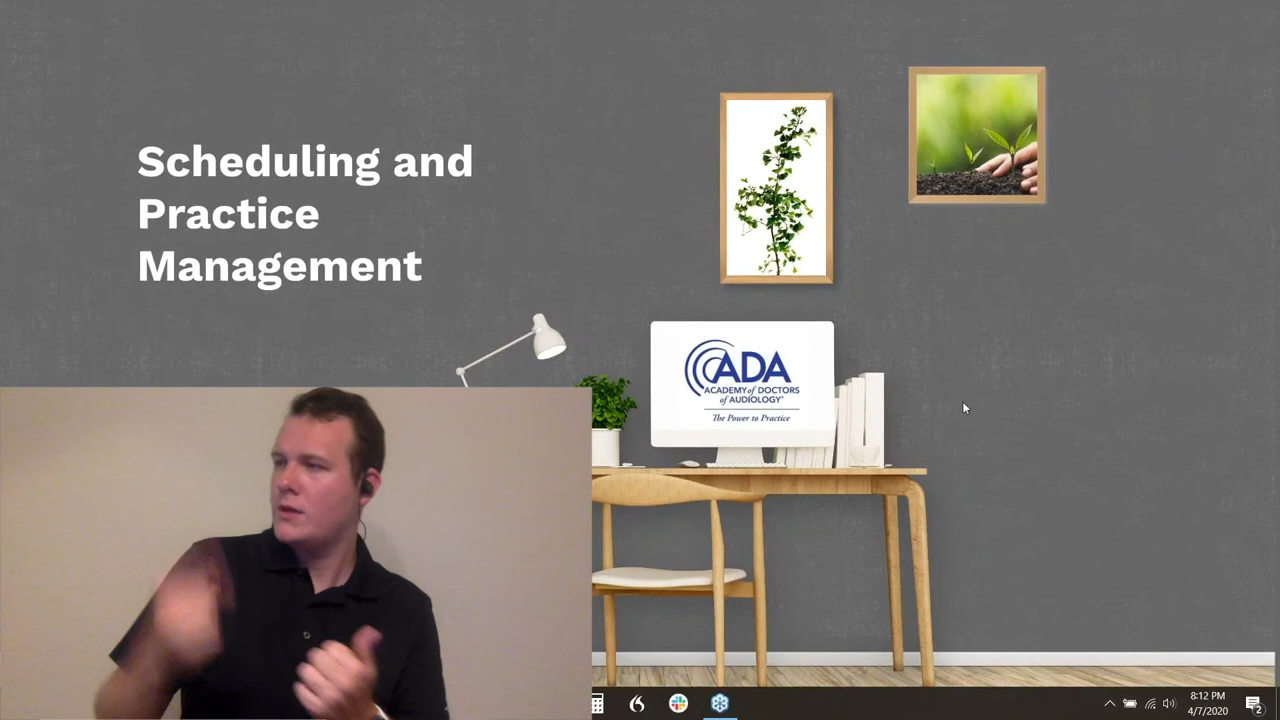 Scheduling and
Practice
Management
ADA
ACADEMY of DOCTORS
of AUDIOLOGY®
The Power to Practice
8:12 PM
4/7/2020
2